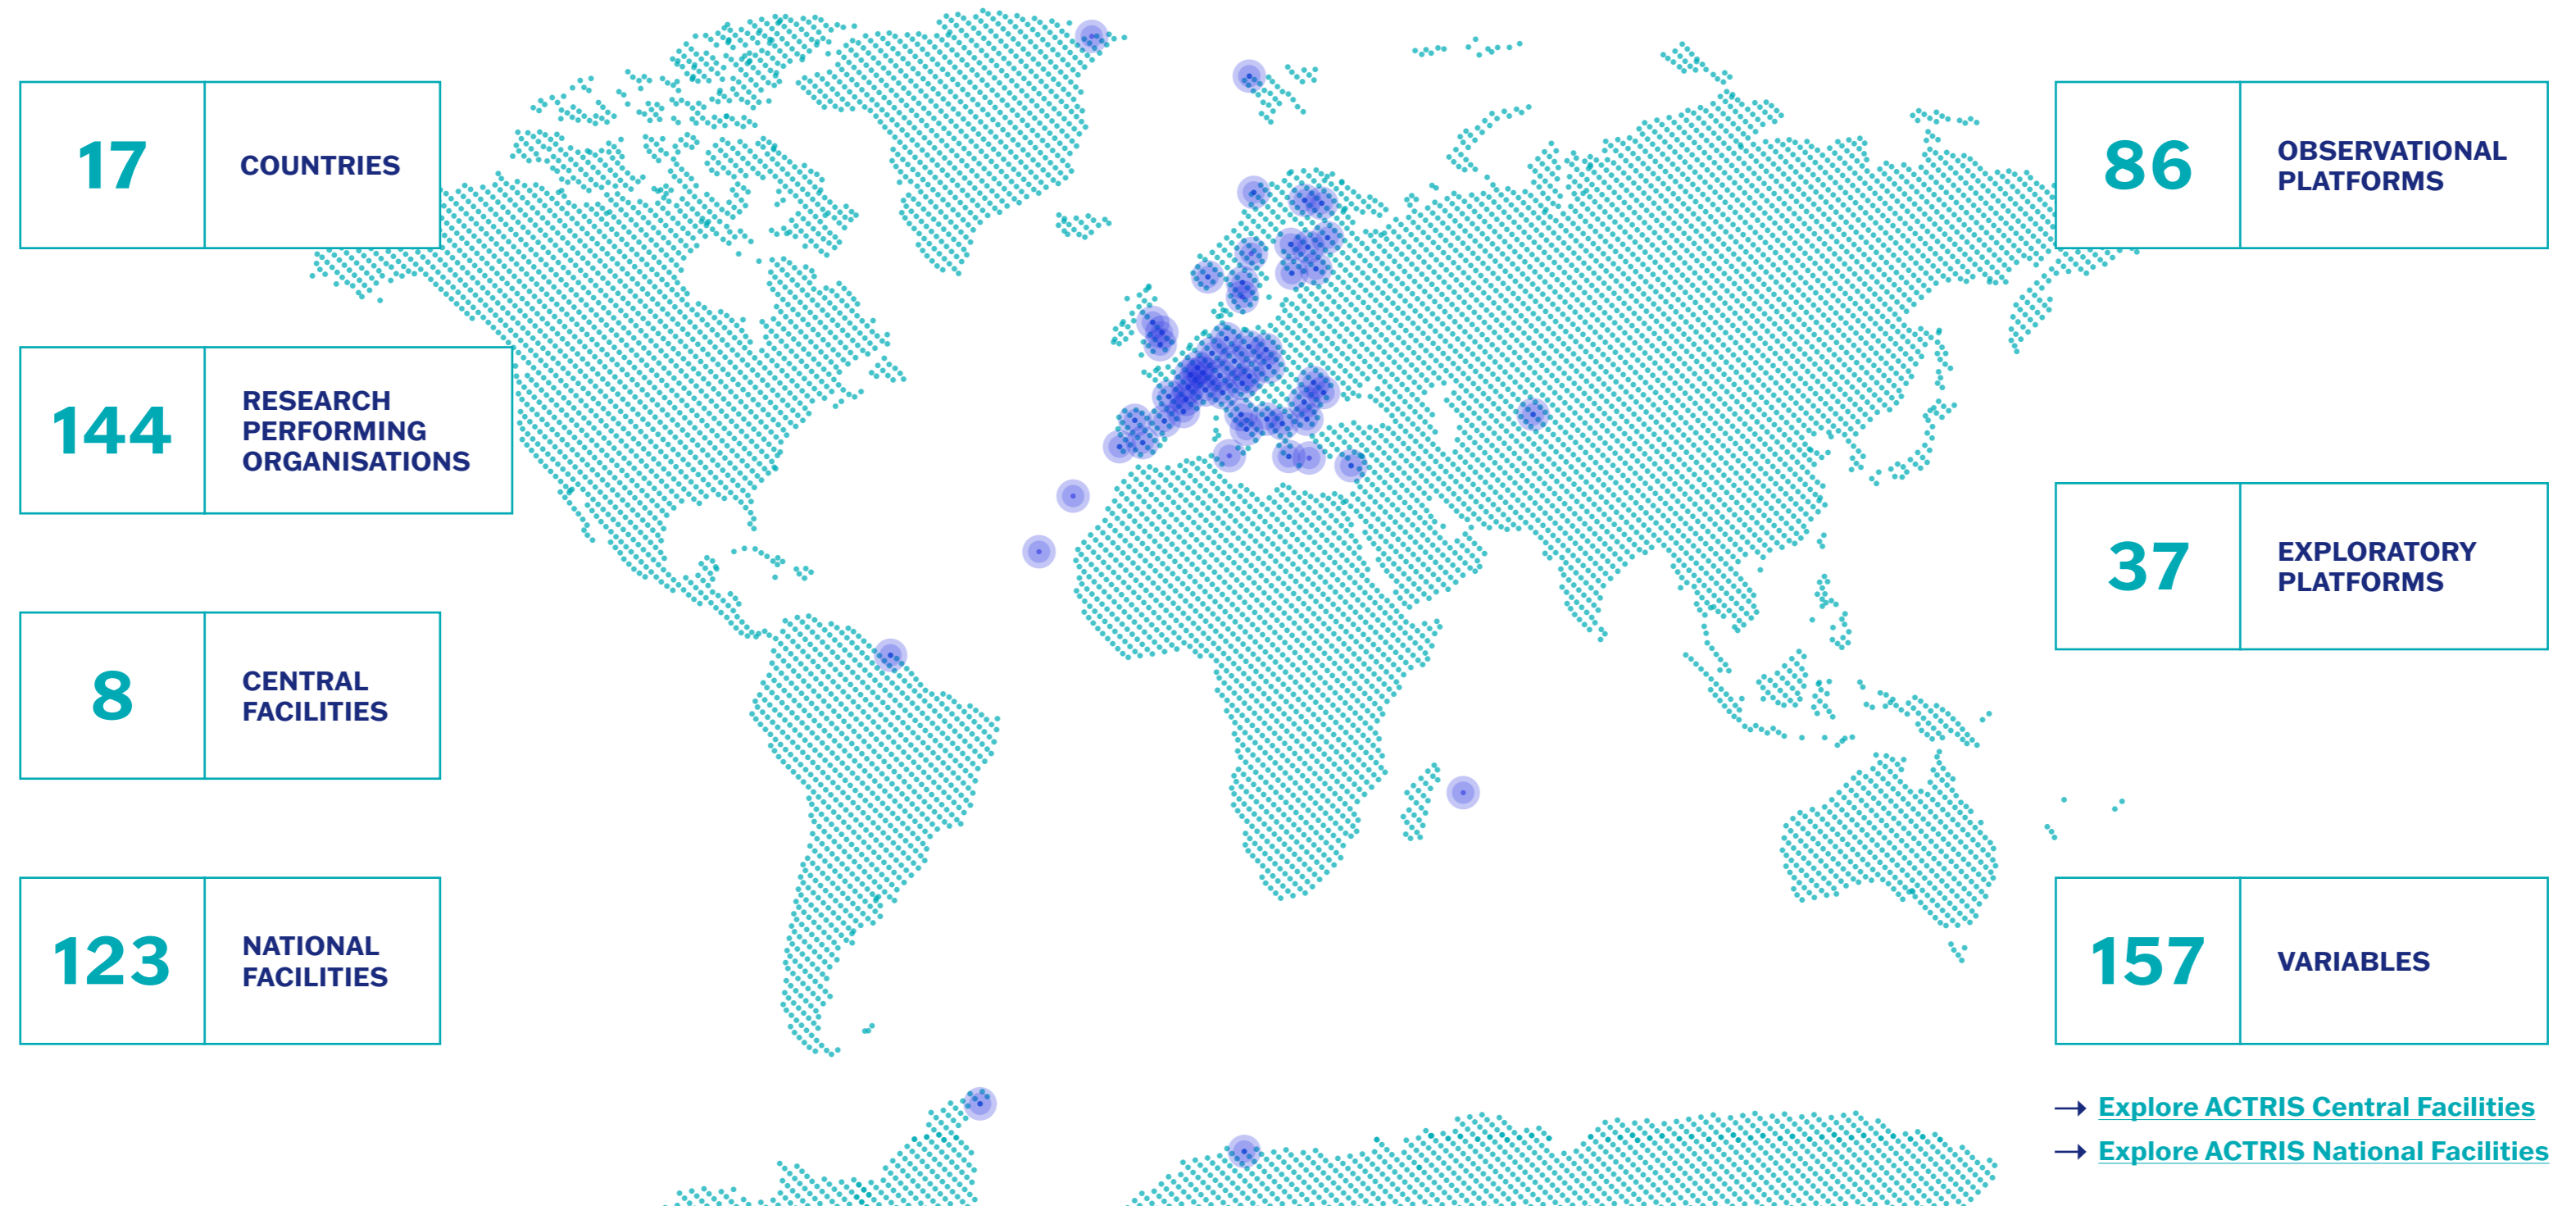 17
COUNTRIES
144
RESEARCH
PERFORMING
ORGANISATIONS
8
CENTRAL
FACILITIES
123
NATIONAL
FACILITIES
86
OBSERVATIONAL
PLATFORMS
37
EXPLORATORY
PLATFORMS
157
VARIABLES
→ Explore ACTRIS Central Facilities
→ Explore ACTRIS National Facilities